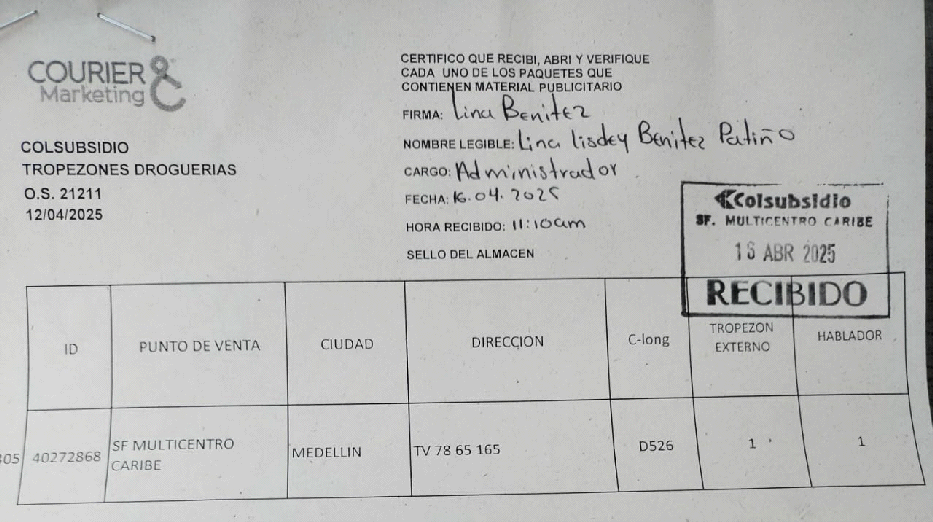 COURIER
Marketing
COLSUBSIDIO
TROPEZONES DROGUERIAS
O.S. 21211
12/04/2025
CERTIFICO QUE RECIBI, ABRI Y VERIFIQUE
CADA UNO DE LOS PAQUETES QUE
CONTIENEN MATERIAL PUBLICITARIO
FIRMA: Lina Benitez
NOMBRE LEGIBLE: Lina lisdey Benitez Patiño
CARGO: Administrador
FECHA: 16.04.2025
HORA RECIBIDO: 11:10am
SELLO DEL ALMACEN
Colsubsidio
SF. MULTICENTRO CARIBE
16 ABR 2025
RECIBIDO
ID PUNTO DE VENTA CIUDAD DIRECCION C-long TROPEZON EXTERNO HABLADOR
305 40272868 SF MULTICENTRO CARIBE MEDELLIN TV 78 65 165 D526 1 1